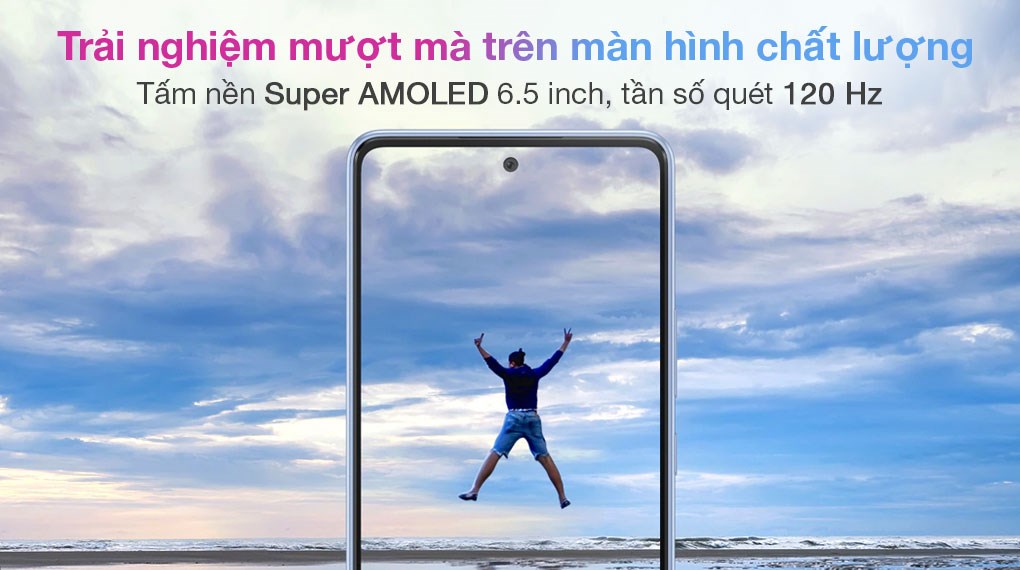 Trải nghiệm mượt mà trên màn hình chất lượng
Tấm nền Super AMOLED 6.5 inch, tần số quét 120 Hz